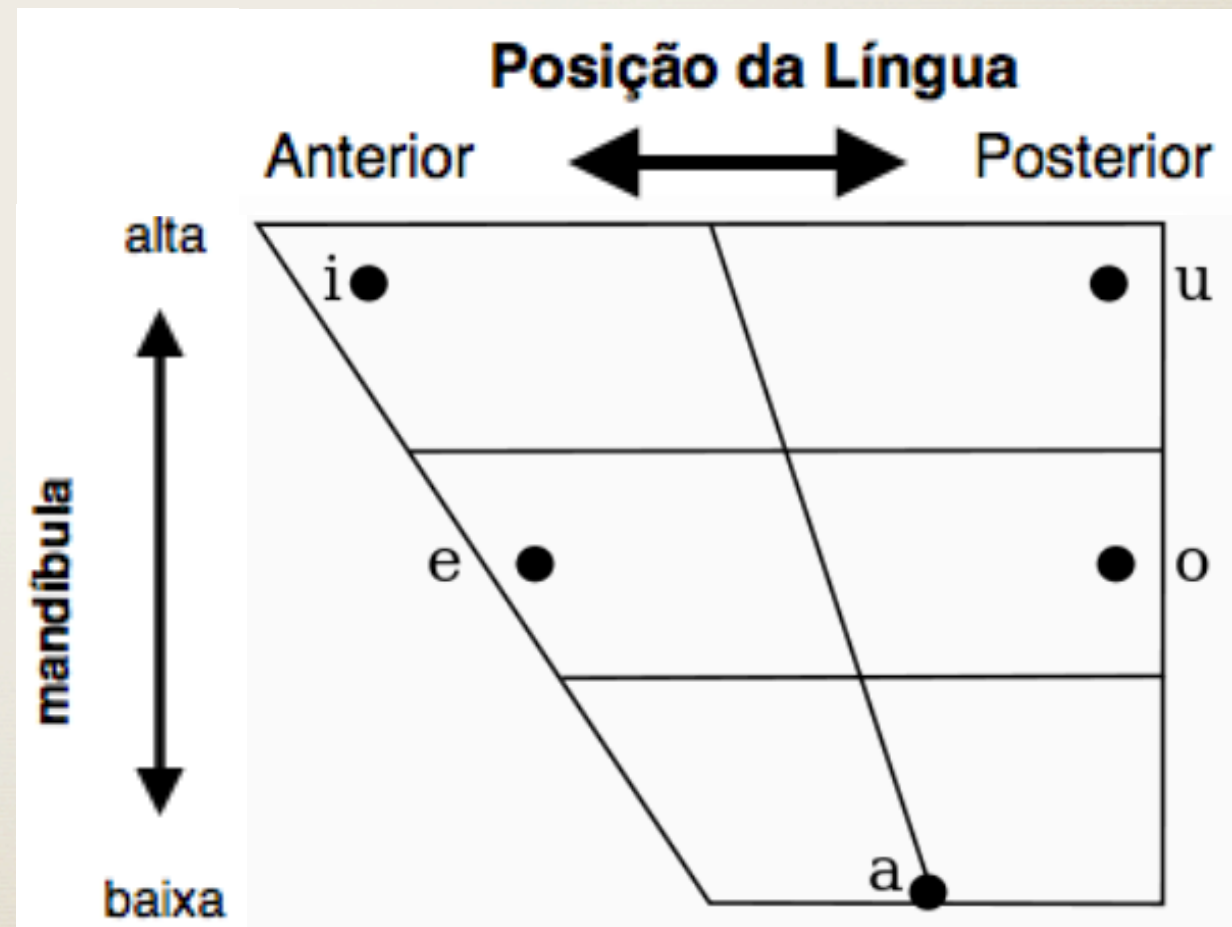 Posição da Língua
Anterior Posterior
alta
i u
mandíbula
e o
a
baixa